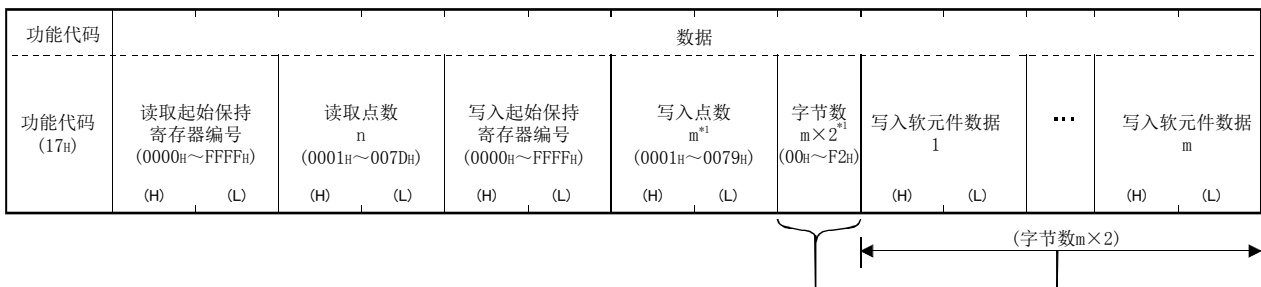 功能代码 数据
功能代码
(17H)
读取起始保持
寄存器编号
(0000H～FFFFH)
(H) (L)
读取点数
n
(0001H～007DH)
(H) (L)
写入起始保持
寄存器编号
(0000H～FFFFH)
(H) (L)
写入点数
m*1
(0001H～0079H)
(H) (L)
字节数
m×2*1
(00H～F2H)
写入软元件数据
1
(H) (L)
…
写入软元件数据
m
(H) (L)
(字节数m×2)